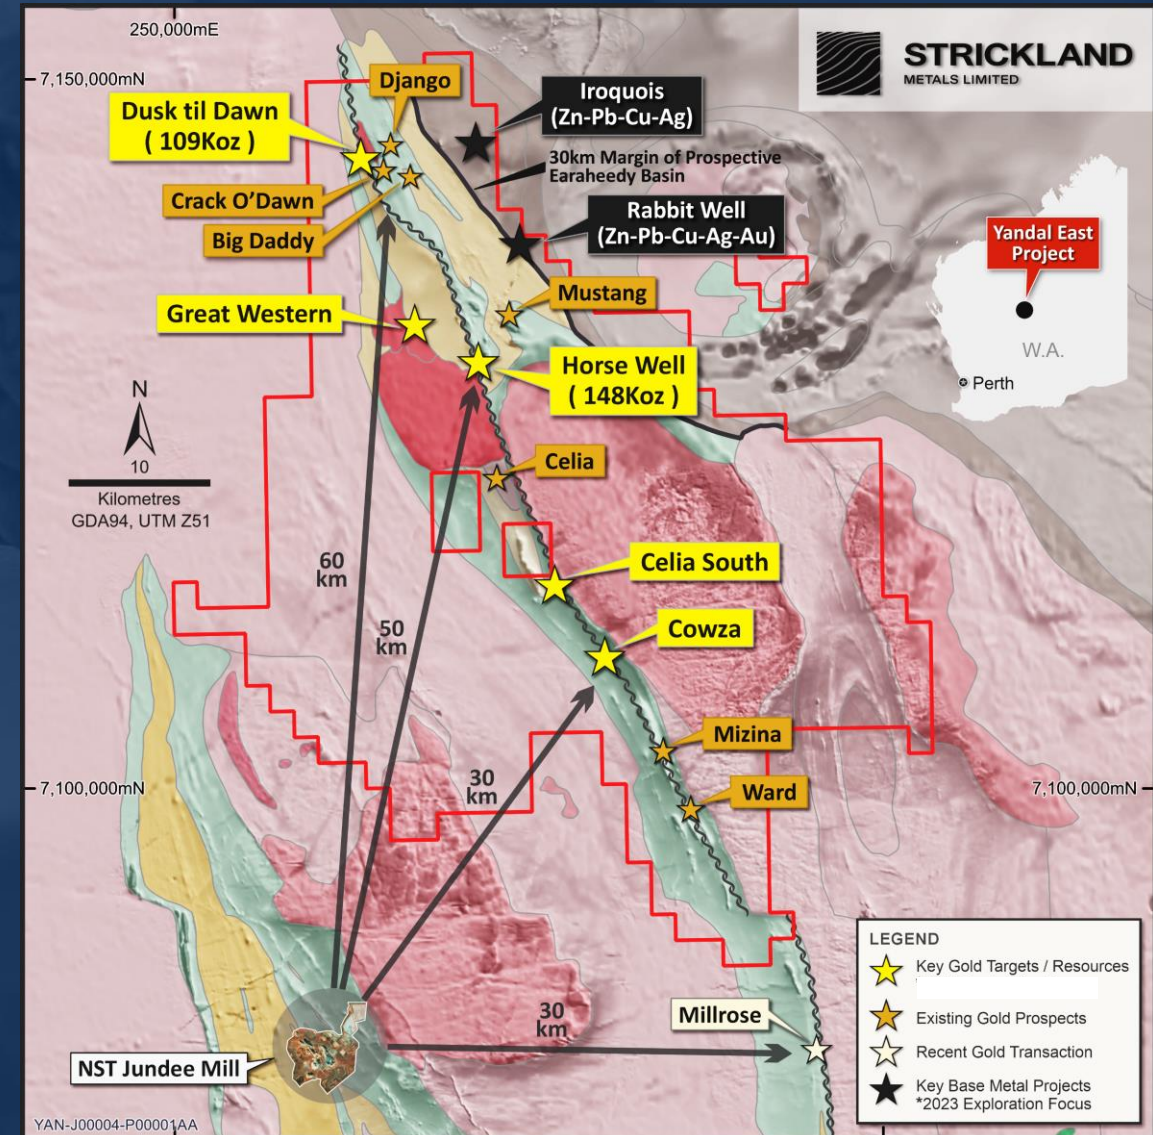 250,000mE
STRICKLAND
METALS LIMITED
7,150,000mN
Django
Dusk til Dawn
( 109Koz )
Iroquois
(Zn-Pb-Cu-Ag)
30km Margin of Prospective
Earaheedy Basin
Crack O'Dawn
Rabbit Well
(Zn-Pb-Cu-Ag-Au)
Big Daddy
Yandal East
Project
Mustang
Great Western
W.A.
Perth
Horse Well
( 148Koz )
N
10
Kilometres
GDA94, UTM Z51
Celia
60
km
Celia South
50
km
Cowza
Mizina
30
km
7,100,000mN
Ward
7,100,000mN
LEGEND
Key Gold Targets / Resources
Existing Gold Prospects
Recent Gold Transaction
Key Base Metal Projects
*2023 Exploration Focus
Millrose
30
km
NST Jundee Mill
YAN-J00004-P00001AA